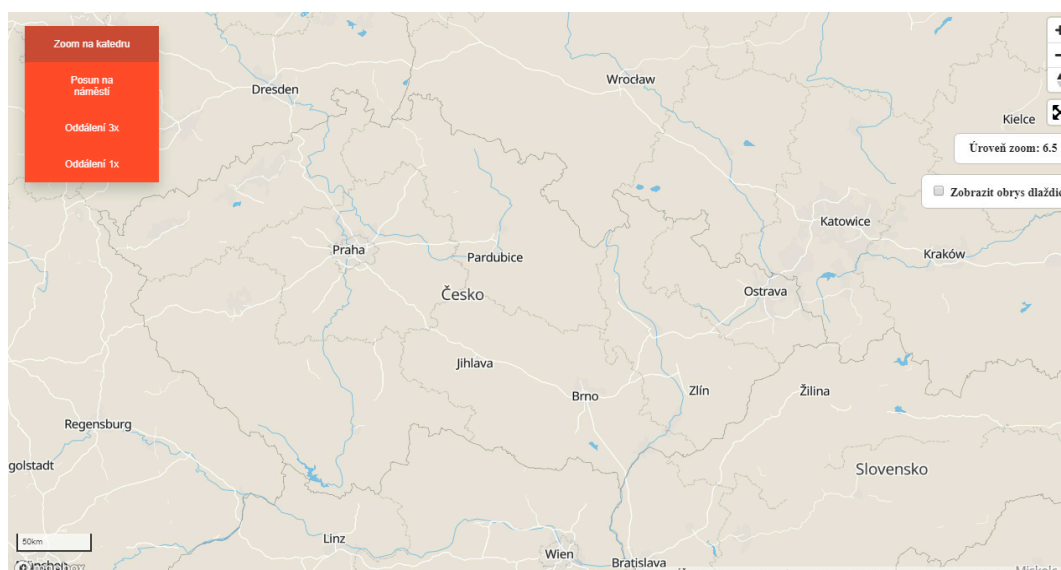 Zoom na katedru
Posun na
náměstí
Oddálení 3x
Oddálení 1x
Dresden
Wrocław
+
−
Kielce
Úroveň zoom: 6.5
Zobrazit obrys dlaždic
Katowice
Praha
Pardubice
Kraków
Česko
Ostrava
Jihlava
Brno
Zlín
Žilina
Regensburg
golstadt
Slovensko
50km
Linz
Wien
Bratislava
mapbox